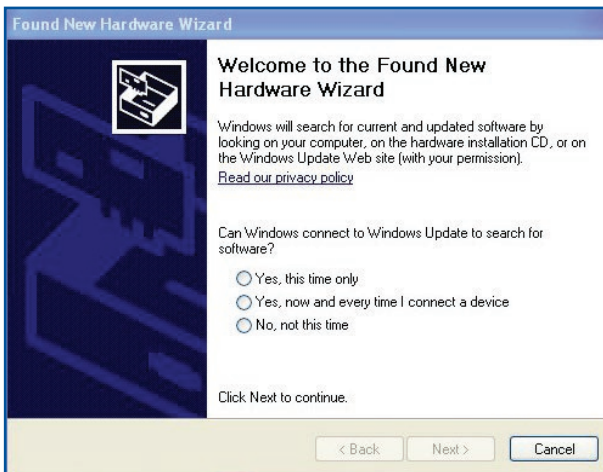 Found New Hardware Wizard
Welcome to the Found New
Hardware Wizard
Windows will search for current and updated software by
looking on your computer, on the hardware installation CD, or on
the Windows Update Web site (with your permission).
Read our privacy policy
Can Windows connect to Windows Update to search for
software?
Yes, this time only
Yes, now and every time I connect a device
No, not this time
Click Next to continue.
< Back Next > Cancel